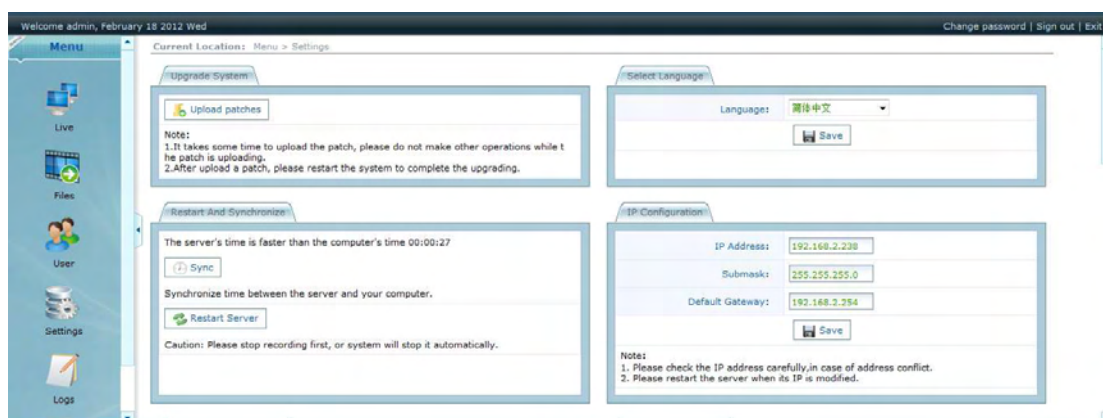 Welcome admin, February 18 2012 Wed
Change password | Sign out | Exit
Menu
Live
Files
User
Settings
Logs
Current Location: Menu > Settings
Upgrade System
Upload patches
Note:
1.It takes some time to upload the patch, please do not make other operations while t
he patch is uploading.
2.After upload a patch, please restart the system to complete the upgrading.
Select Language
Language: 简体中文
Save
Restart And Synchronize
The server's time is faster than the computer's time 00:00:27
Sync
Synchronize time between the server and your computer.
Restart Server
Caution: Please stop recording first, or system will stop it automatically.
IP Configuration
IP Address: 192.168.2.238
Submask: 255.255.255.0
Default Gateway: 192.168.2.254
Save
Note:
1. Please check the IP address carefully,in case of address conflict.
2. Please restart the server when its IP is modified.